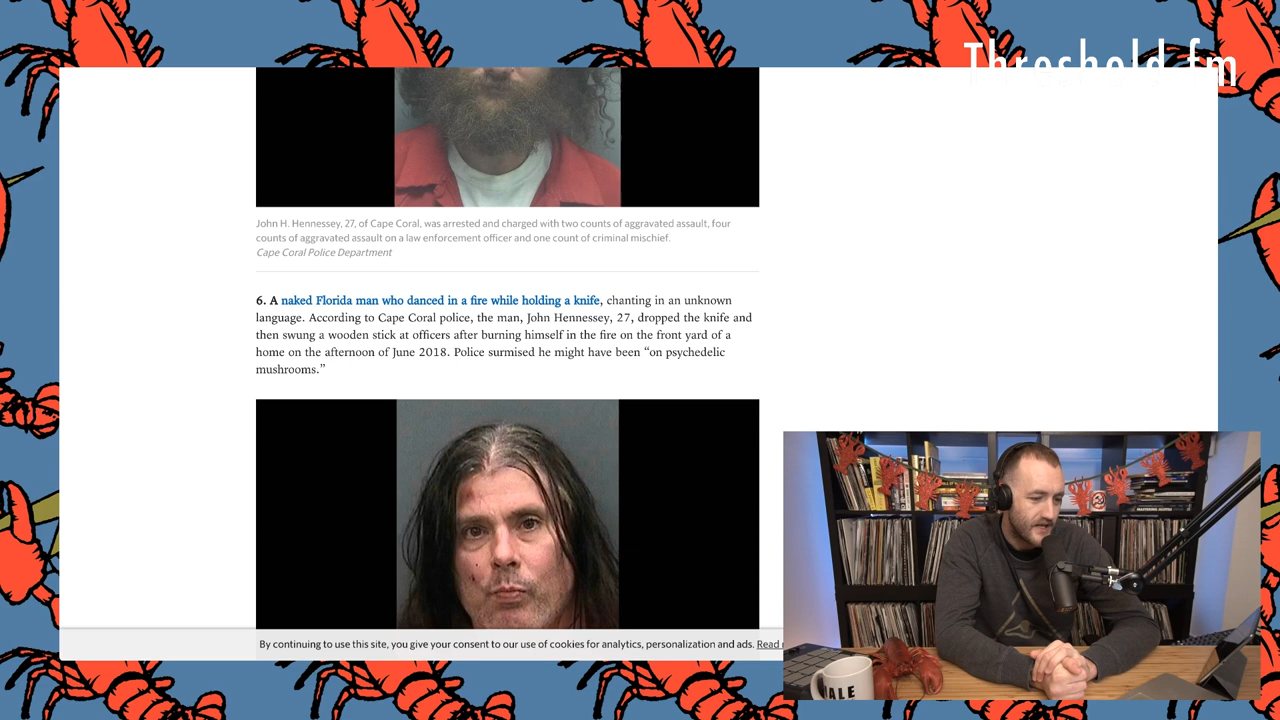 Threshold.fm
John H. Hennessey, 27, of Cape Coral, was arrested and charged with two counts of aggravated assault, four
counts of aggravated assault on a law enforcement officer and one count of criminal mischief.
Cape Coral Police Department
6. A naked Florida man who danced in a fire while holding a knife, chanting in an unknown
language. According to Cape Coral police, the man, John Hennessey, 27, dropped the knife and
then swung a wooden stick at officers after burning himself in the fire on the front yard of a
home on the afternoon of June 2018. Police surmised he might have been “on psychedelic
mushrooms.”
By continuing to use this site, you give your consent to our use of cookies for analytics, personalization and ads. Read
ALE